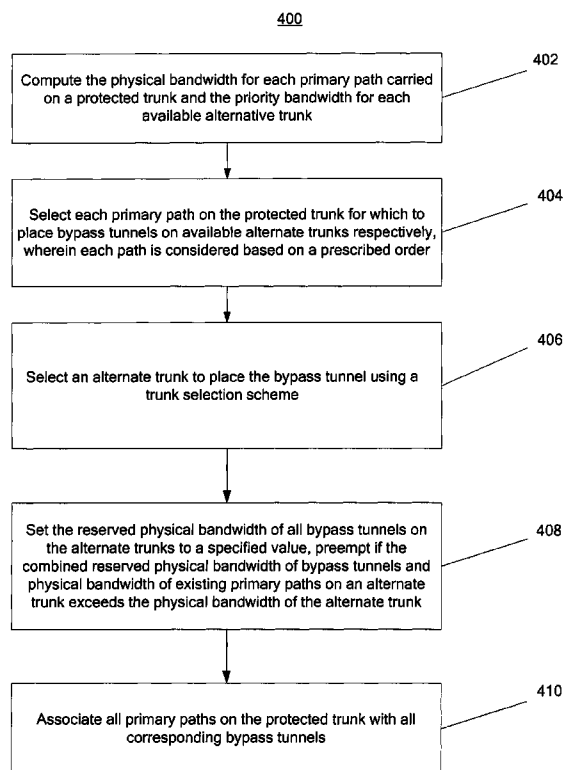 400
Compute the physical bandwidth for each primary path carried
on a protected trunk and the priority bandwidth for each
available alternative trunk
402
Select each primary path on the protected trunk for which to
place bypass tunnels on available alternate trunks respectively,
wherein each path is considered based on a prescribed order
404
Select an alternate trunk to place the bypass tunnel using a
trunk selection scheme
406
Set the reserved physical bandwidth of all bypass tunnels on
the alternate trunks to a specified value, preempt if the
combined reserved physical bandwidth of bypass tunnels and
physical bandwidth of existing primary paths on an alternate
trunk exceeds the physical bandwidth of the alternate trunk
408
Associate all primary paths on the protected trunk with all
corresponding bypass tunnels
410